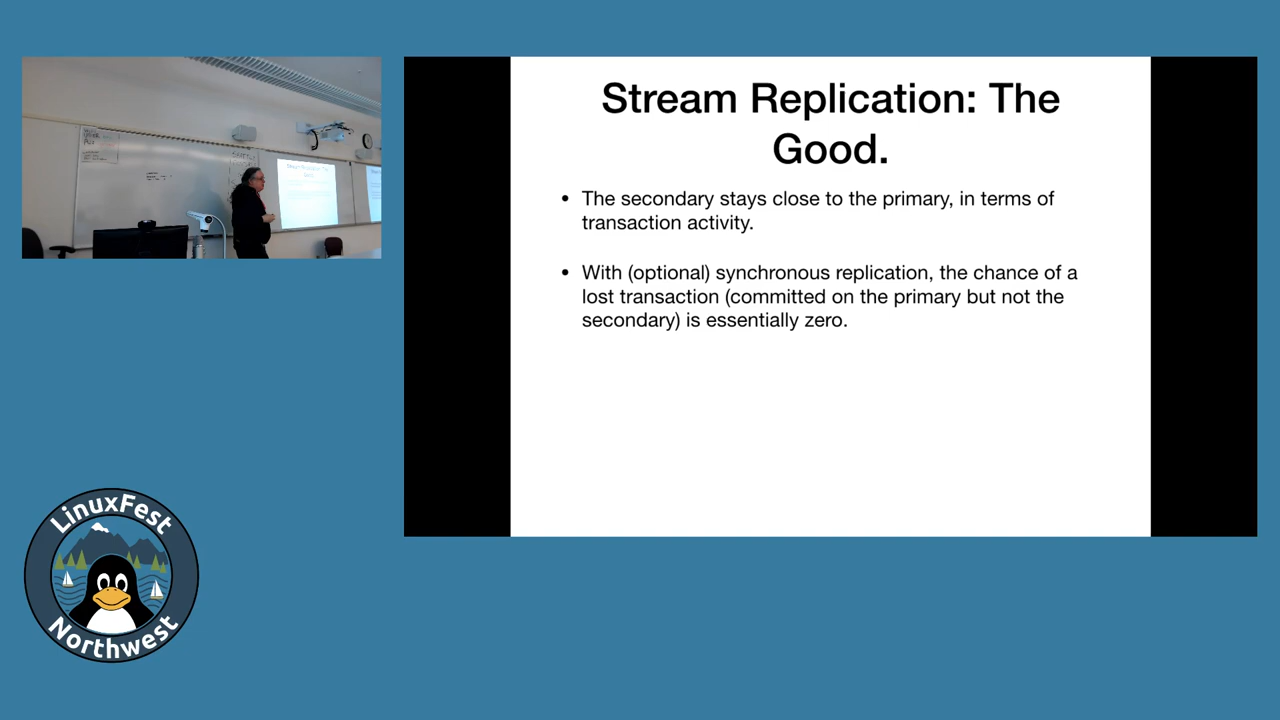 Stream Replication: The
Good.
• The secondary stays close to the primary, in terms of
transaction activity.
• With (optional) synchronous replication, the chance of a
lost transaction (committed on the primary but not the
secondary) is essentially zero.
LinuxFest
Northwest